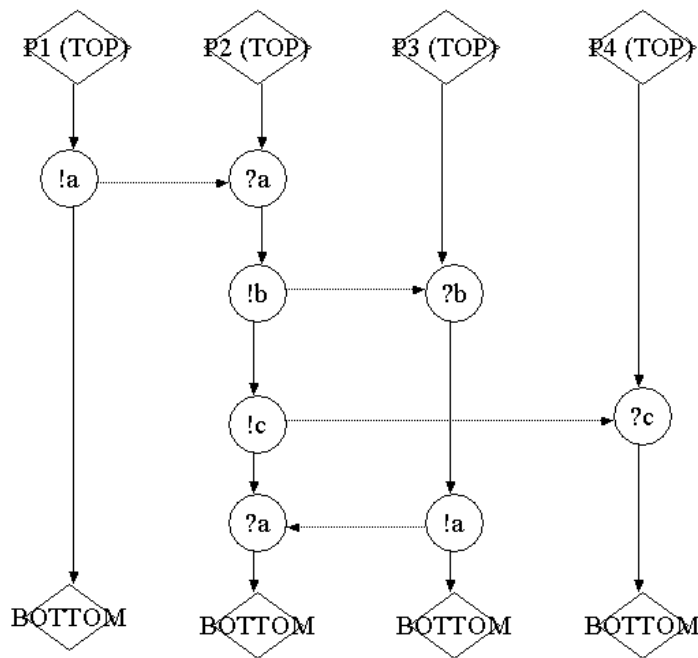 P1 (TOP) P2 (TOP) P3 (TOP) P4 (TOP)
!a ?a
!b ?b
!c ?c
?a !a
BOTTOM BOTTOM BOTTOM BOTTOM